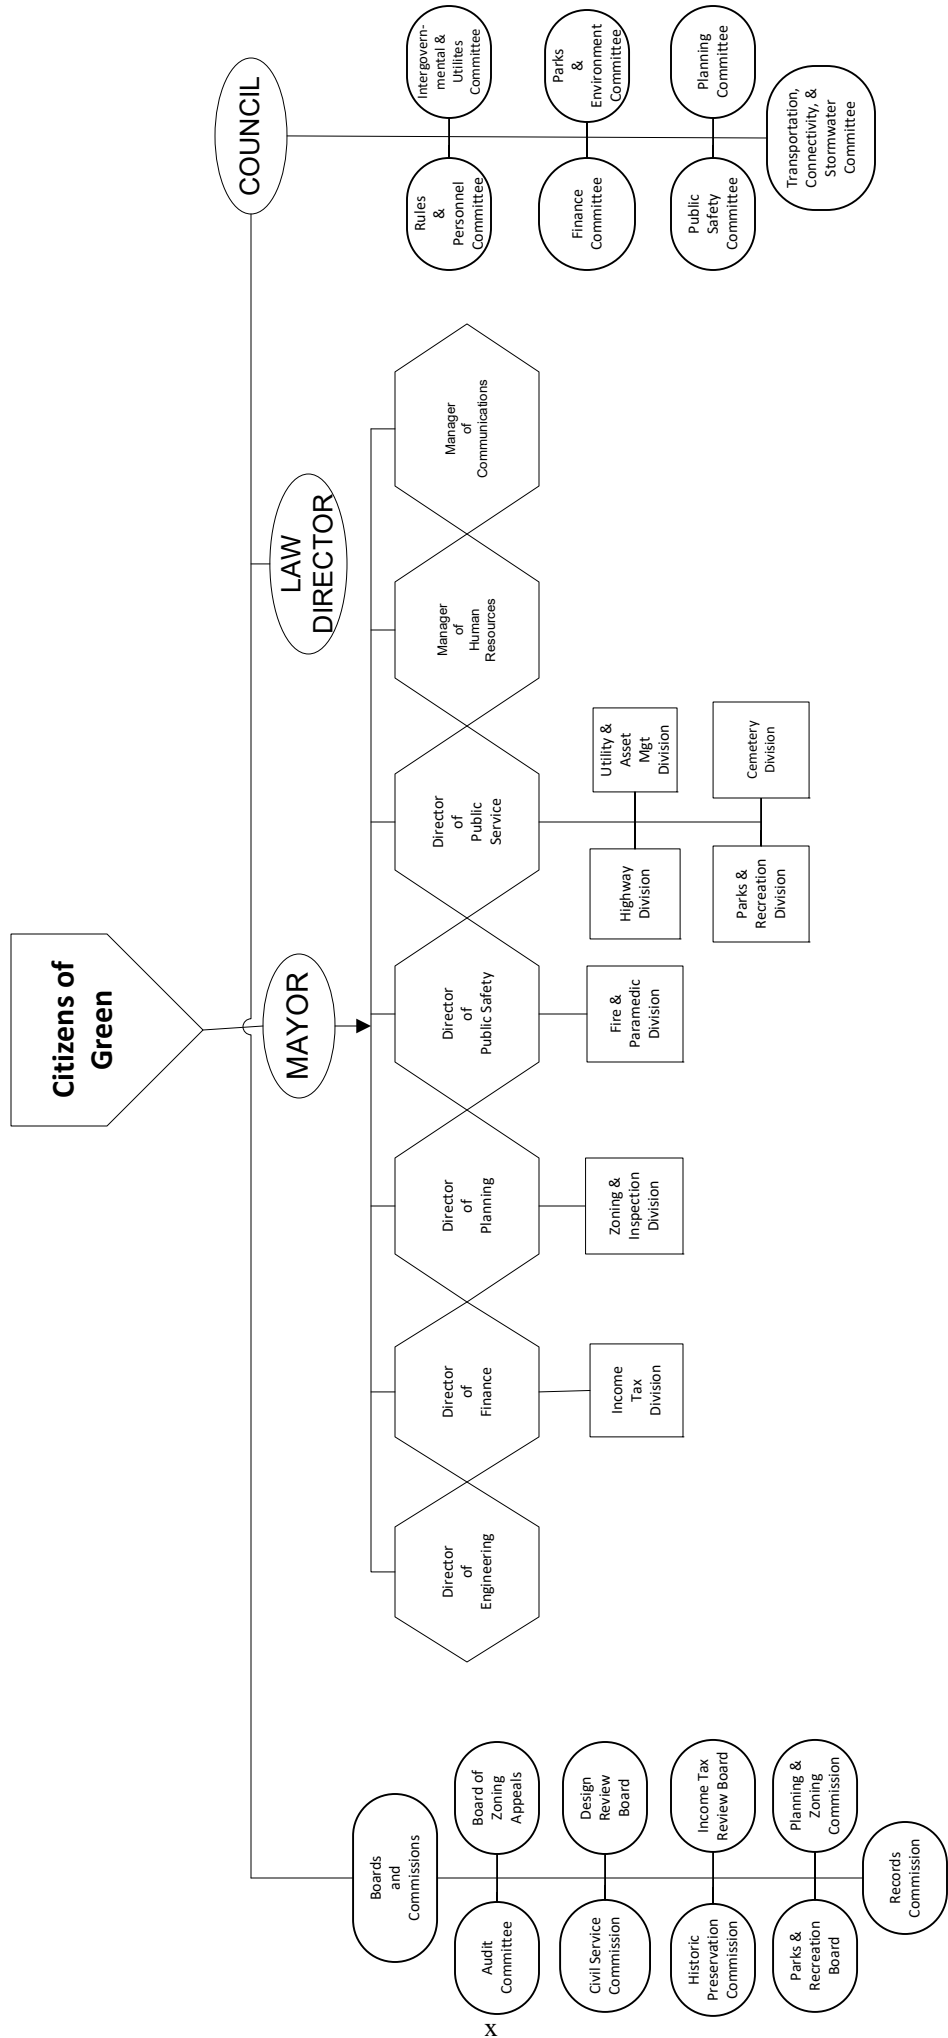 Citizens of
Green
COUNCIL
LAW
DIRECTOR
MAYOR
Boards
and
Commissions
Audit
Committee
Board of
Zoning
Appeals
Civil Service
Commission
Design
Review
Board
Historic
Preservation
Commission
Income Tax
Review Board
Parks &
Recreation
Board
Planning &
Zoning
Commission
Records
Commission
Director
of
Engineering
Director
of
Finance
Director
of
Planning
Director
of
Public Safety
Director
of
Public
Service
Manager
of
Human
Resources
Manager
of
Communications
Income
Tax
Division
Zoning &
Inspection
Division
Fire &
Paramedic
Division
Highway
Division
Utility &
Asset
Mgt
Division
Parks &
Recreation
Division
Cemetery
Division
Rules
&
Personnel
Committee
Intergovern-
mental &
Utilites
Committee
Finance
Committee
Parks
&
Environment
Committee
Public
Safety
Committee
Planning
Committee
Transportation,
Connectivity, &
Stormwater
Committee
x